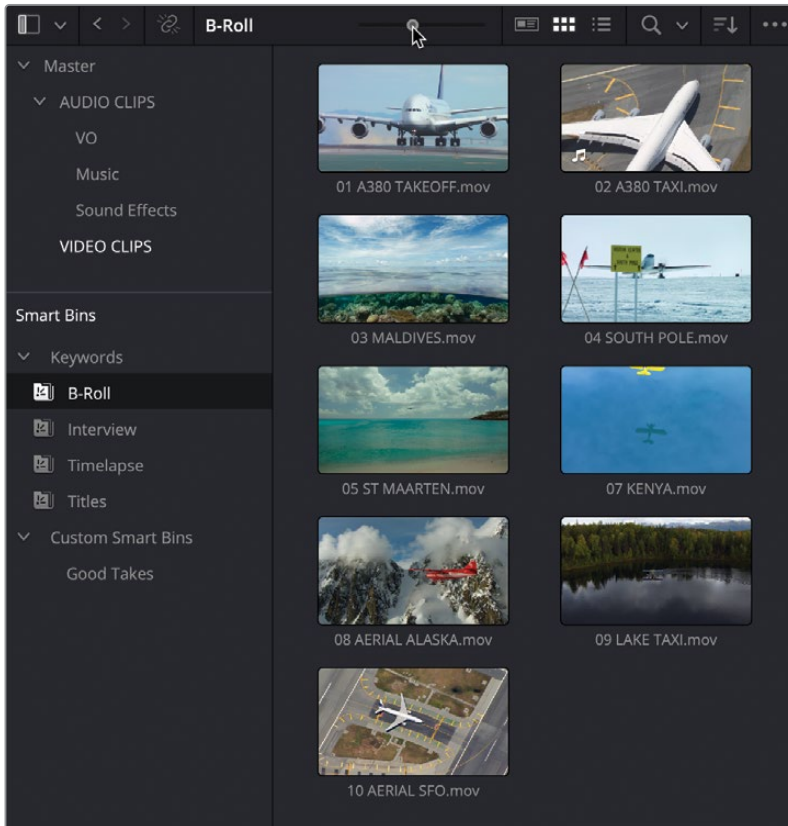 B-Roll
Master
AUDIO CLIPS
VO
Music
Sound Effects
VIDEO CLIPS
Smart Bins
Keywords
B-Roll
Interview
Timelapse
Titles
Custom Smart Bins
Good Takes
01 A380 TAKEOFF.mov
02 A380 TAXI.mov
03 MALDIVES.mov
04 SOUTH POLE.mov
05 ST MAARTEN.mov
07 KENYA.mov
08 AERIAL ALASKA.mov
09 LAKE TAXI.mov
10 AERIAL SFO.mov